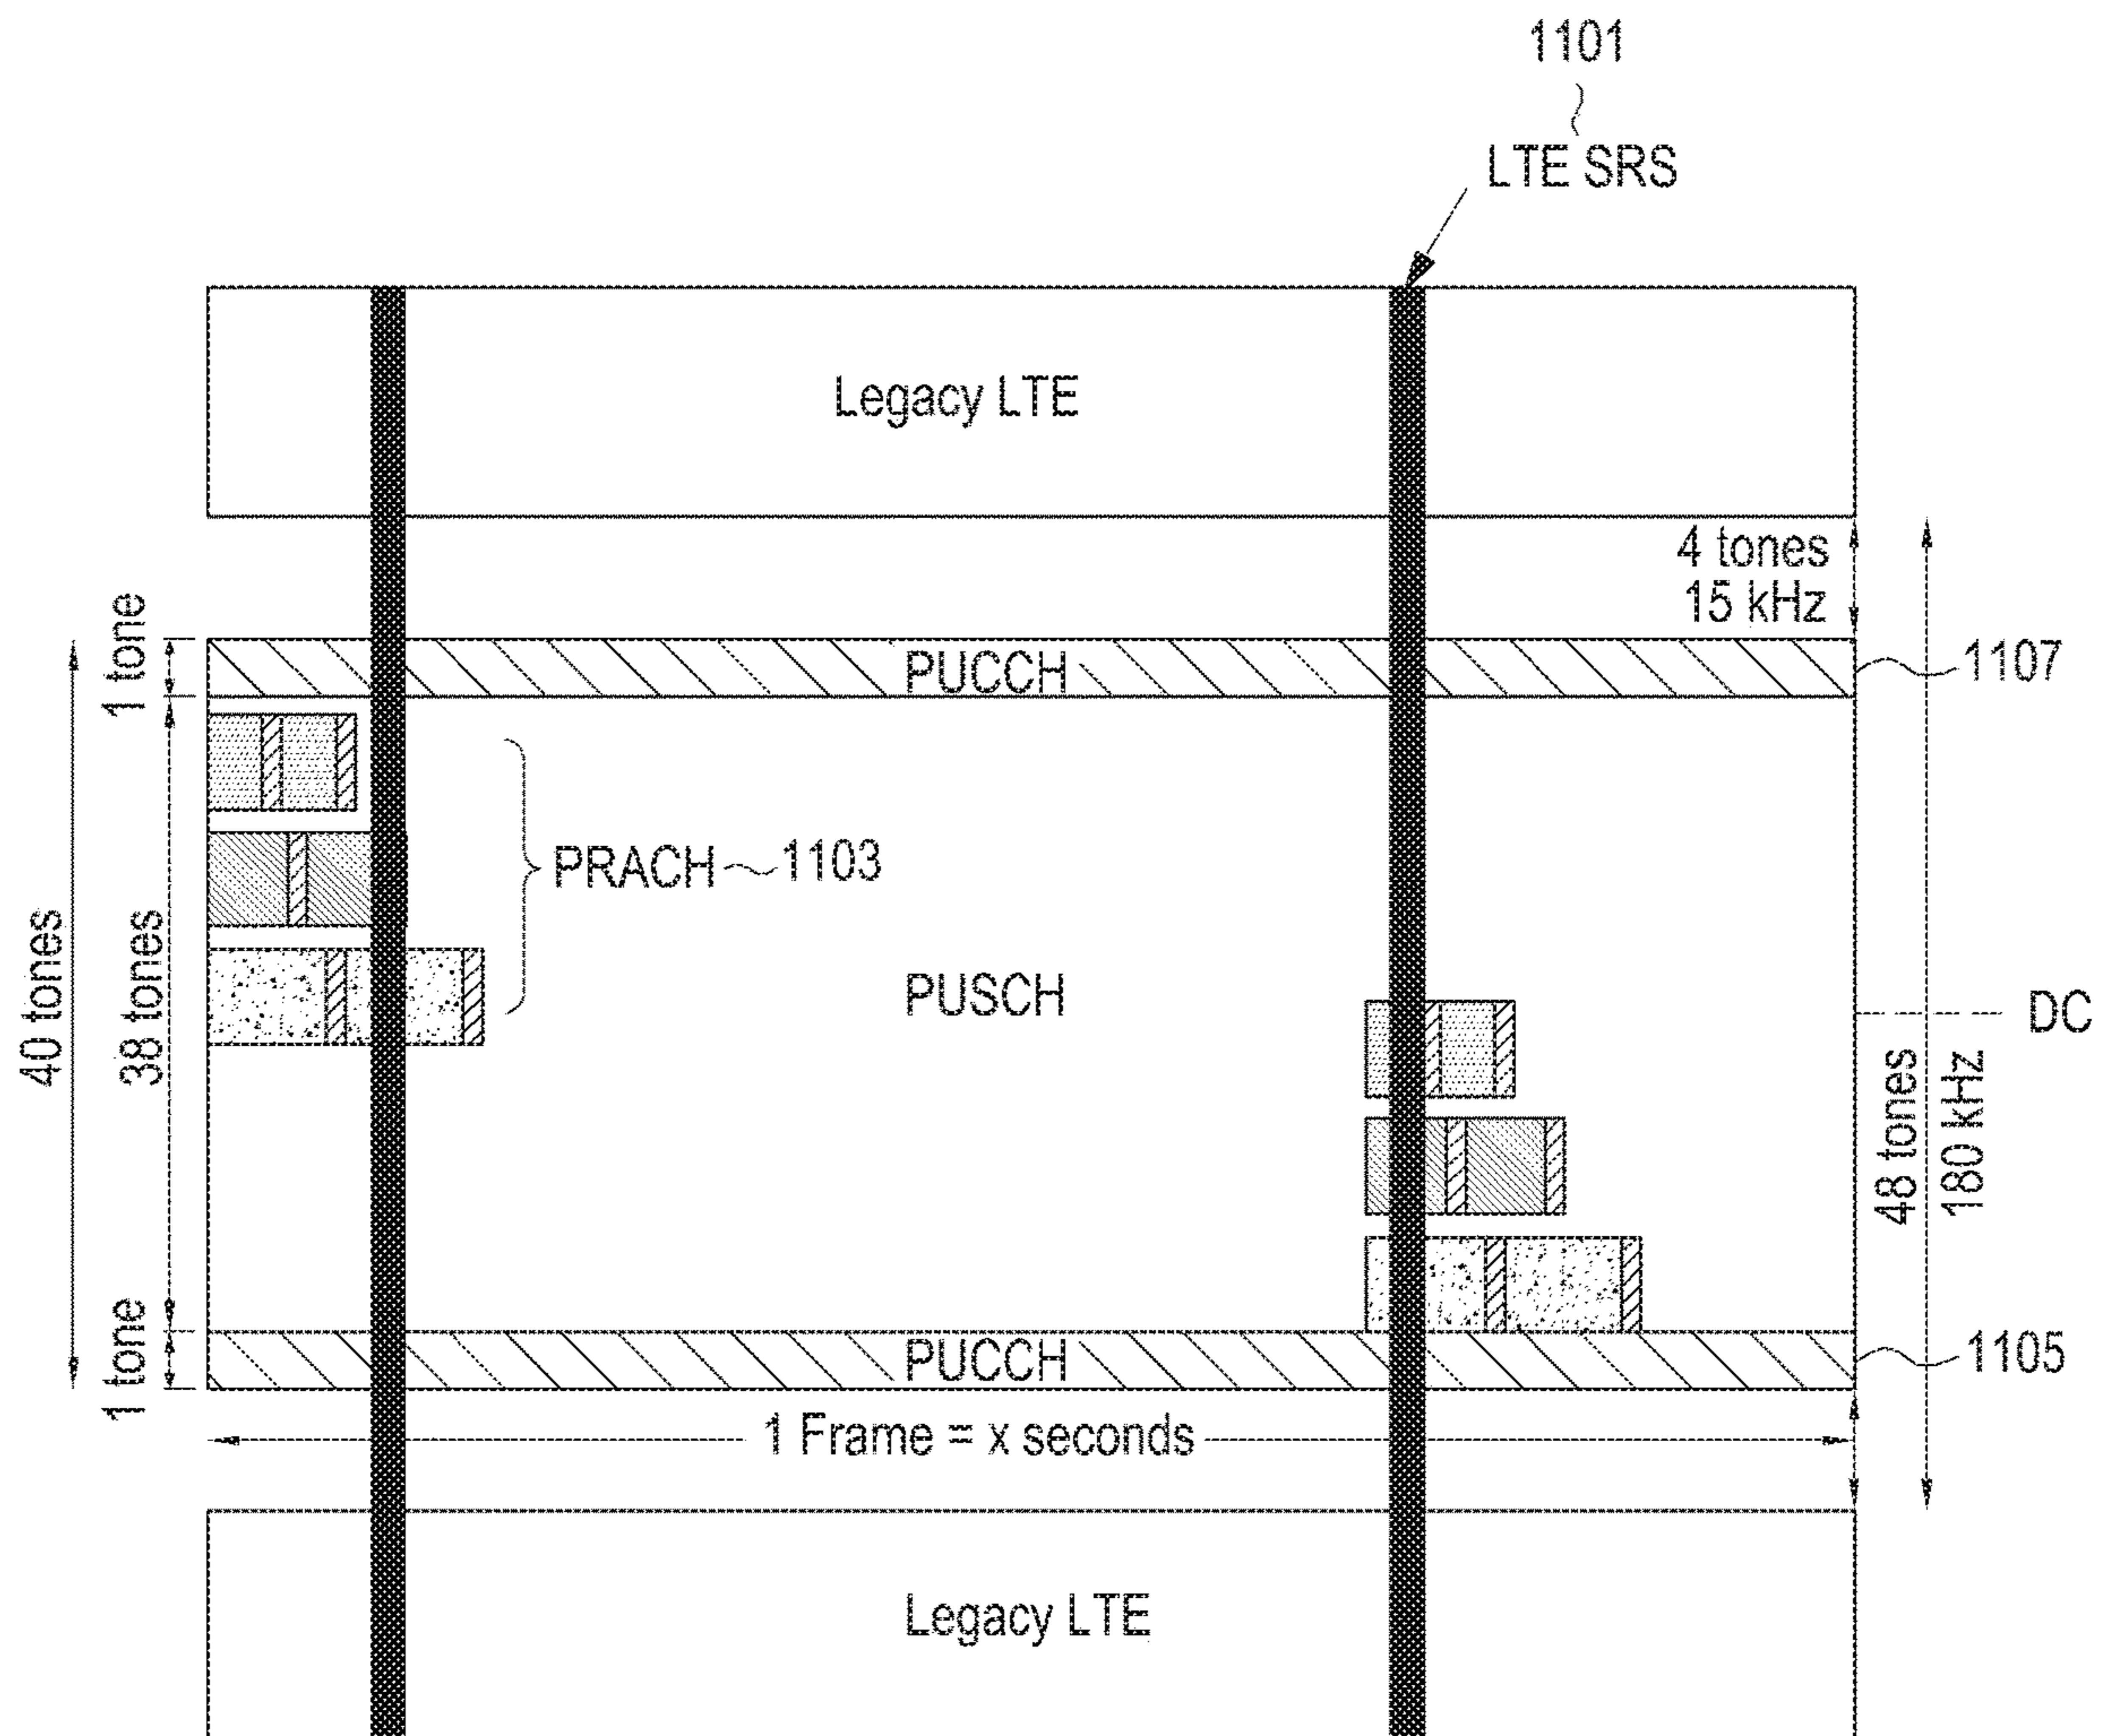 1101
LTE SRS
Legacy LTE
4 tones
15 kHz
1 tone
PUCCH
1107
PRACH
1103
40 tones
38 tones
PUSCH
DC
48 tones
180 kHz
1 tone
PUCCH
1105
1 Frame = x seconds
Legacy LTE